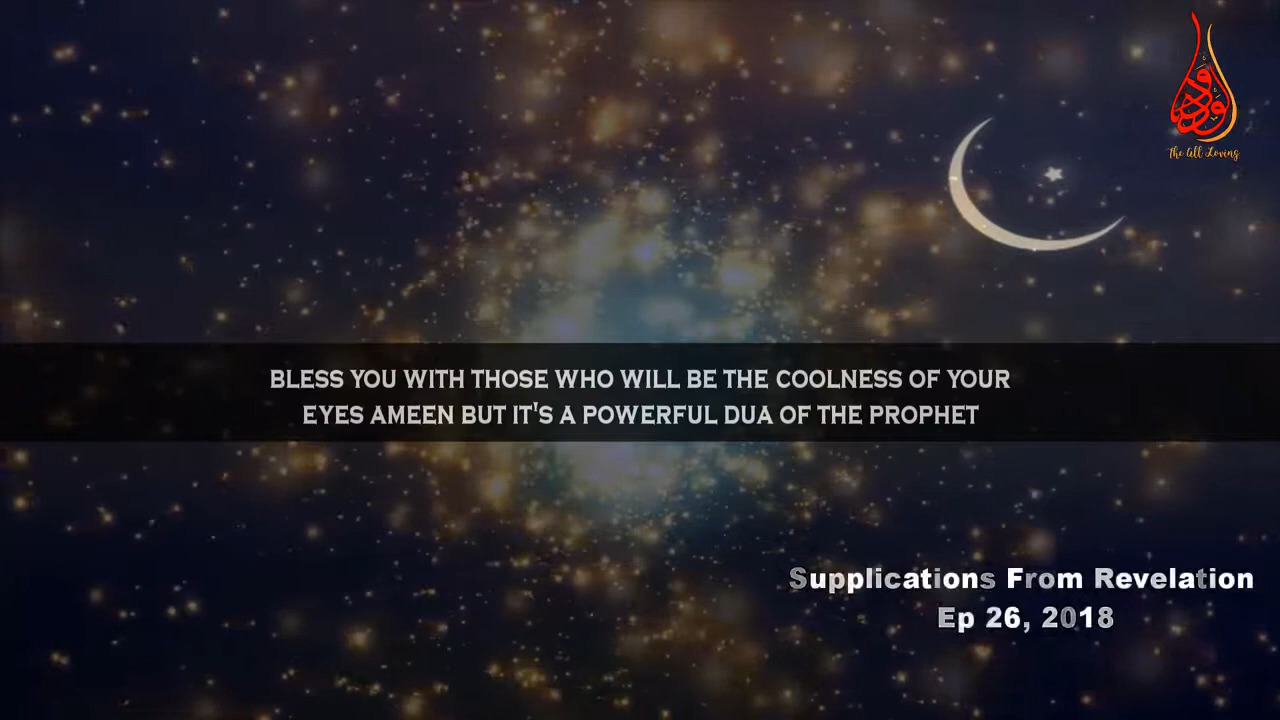 The All Loving
BLESS YOU WITH THOSE WHO WILL BE THE COOLNESS OF YOUR
EYES AMEEN BUT IT'S A POWERFUL DUA OF THE PROPHET
Supplications From Revelation
Ep 26, 2018